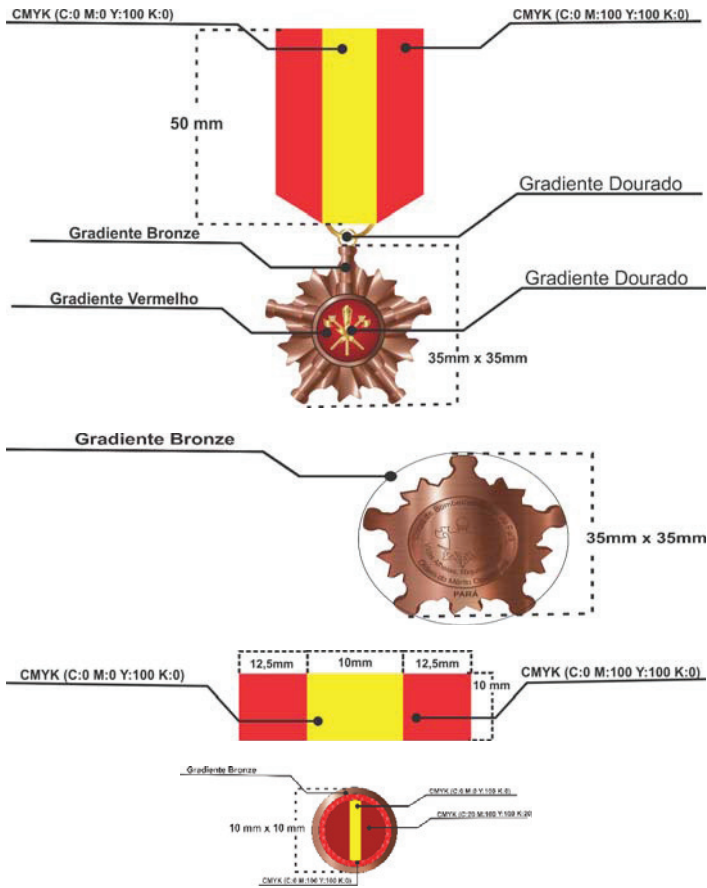 CMYK (C:0 M:0 Y:100 K:0)
CMYK (C:0 M:100 Y:100 K:0)
50 mm
Gradiente Dourado
Gradiente Bronze
Gradiente Vermelho
Gradiente Dourado
35mm x 35mm
Gradiente Bronze
35mm x 35mm
PARÁ
12,5mm
10mm
12,5mm
CMYK (C:0 M:0 Y:100 K:0)
CMYK (C:0 M:100 Y:100 K:0)
10 mm
Gradiente Bronze
CMYK (C:0 M:0 Y:100 K:0)
CMYK (C:20 M:100 Y:100 K:20)
10 mm x 10 mm
CMYK (C:0 M:100 Y:100 K:0)